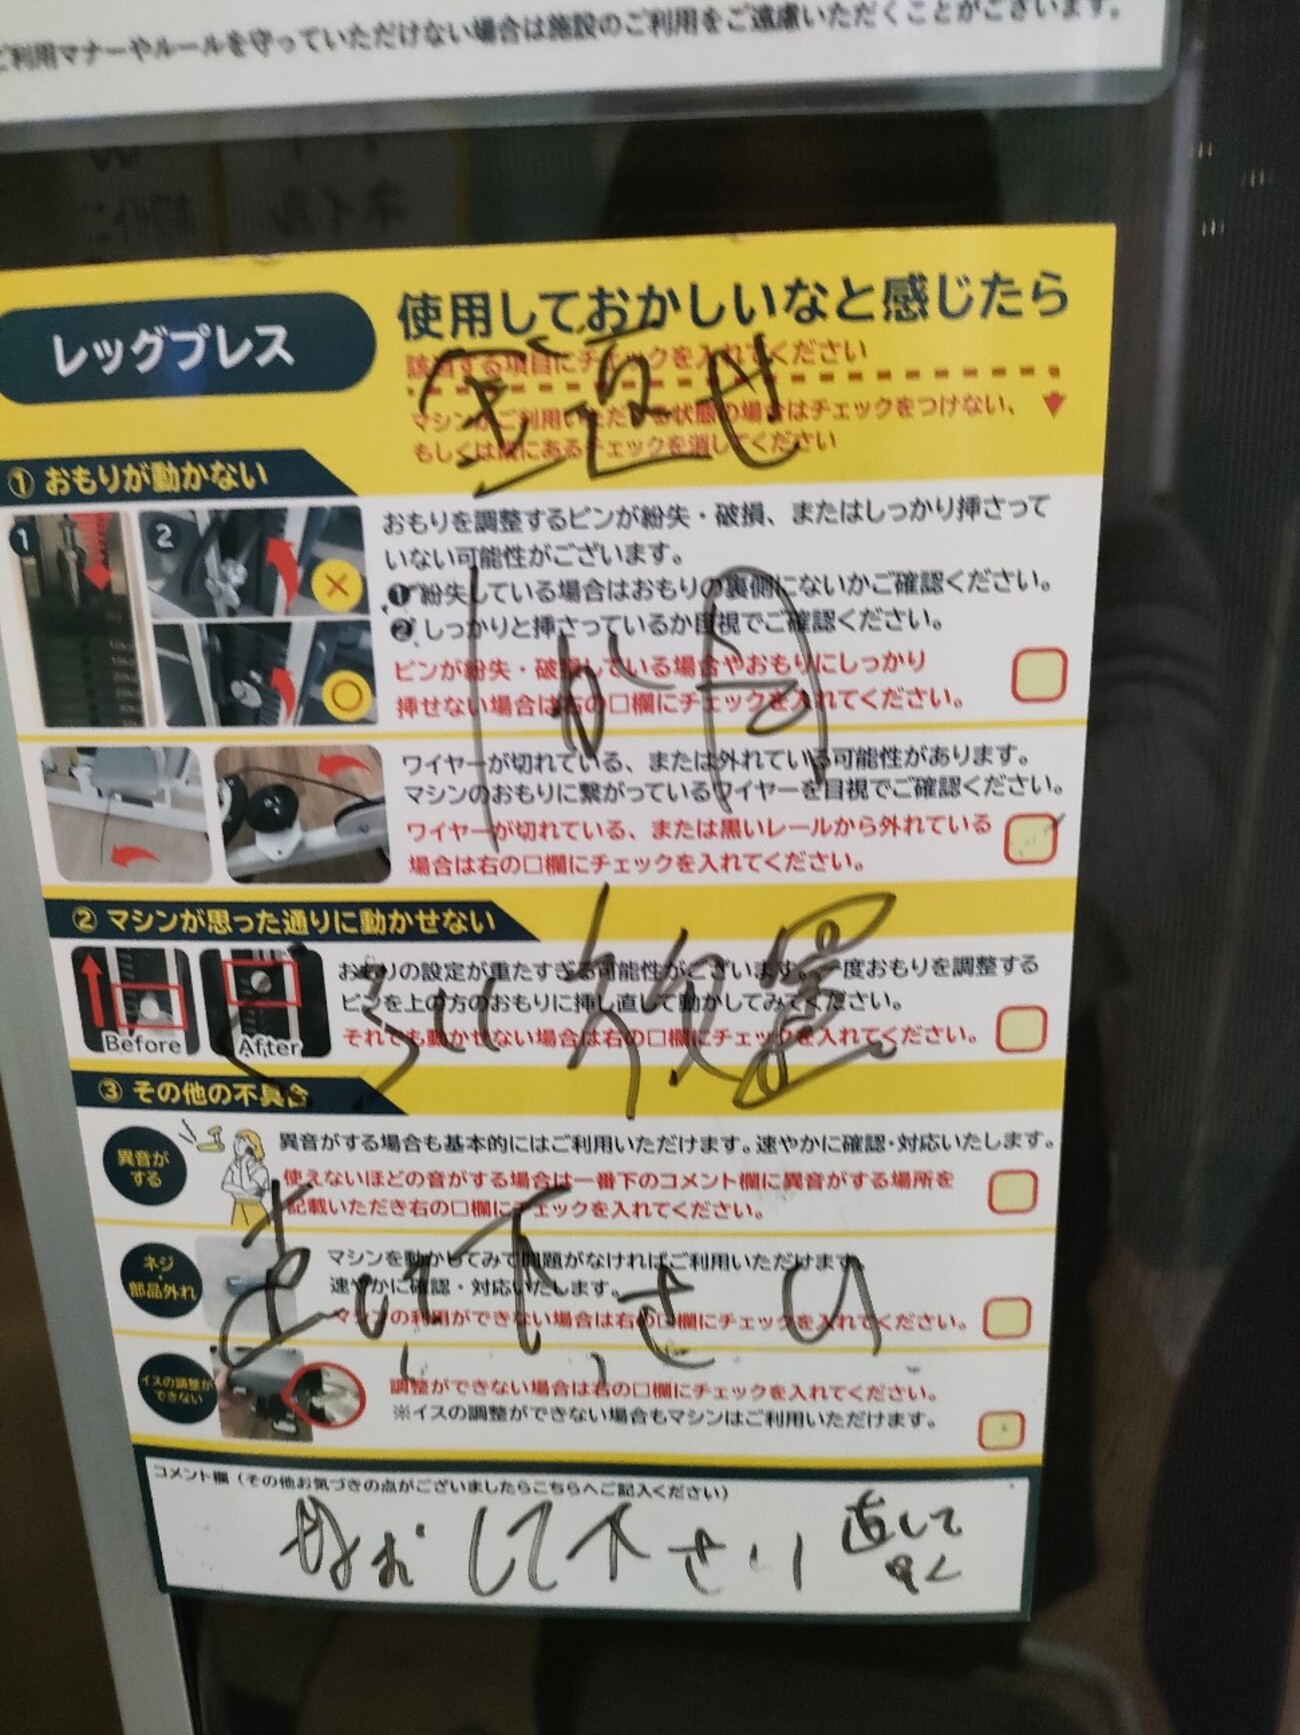 ご利用マナーやルールを守っていただけない場合は施設のご利用をご遠慮いただくことがございます。
レッグプレス
使用しておかしいなと感じたら
該当する項目にチェックを入れてください
マシンがご利用いただける状態の場合はチェックをつけない、
もしくは既にあるチェックを消してください
① おもりが動かない
1
2
おもりを調整するピンが紛失・破損、またはしっかり挿さって
いない可能性がございます。
❶ 紛失している場合はおもりの裏側にないかご確認ください。
❷ しっかりと挿さっているか目視でご確認ください。
ピンが紛失・破損している場合やおもりにしっかり
挿せない場合は右の□欄にチェックを入れてください。
1か月
ワイヤーが切れている、または外れている可能性があります。
マシンのおもりに繋がっているワイヤーを目視でご確認ください。
ワイヤーが切れている、または黒いレールから外れている
場合は右の□欄にチェックを入れてください。
② マシンが思った通りに動かせない
Before
After
おもりの設定が重たすぎる可能性がございます。一度おもりを調整する
ピンを上の方のおもりに挿し直して動かしてみてください。
それでも動かせない場合は右の□欄にチェックを入れてください。
ぐらい放置
③ その他の不具合
異音が
する
異音がする場合も基本的にはご利用いただけます。速やかに確認・対応いたします。
使えないほどの音がする場合は一番下のコメント欄に異音がする場所を
記載いただき右の□欄にチェックを入れてください。
ネジ
・
部品外れ
マシンを動かしてみて問題がなければご利用いただけます。
速やかに確認・対応いたします。
マシンの利用ができない場合は右の□欄にチェックを入れてください。
直して下さい
イスの調整が
できない
調整ができない場合は右の□欄にチェックを入れてください。
※イスの調整ができない場合もマシンはご利用いただけます。
コメント欄（その他お気づきの点がございましたらこちらへご記入ください）
して下さい
直して
早く